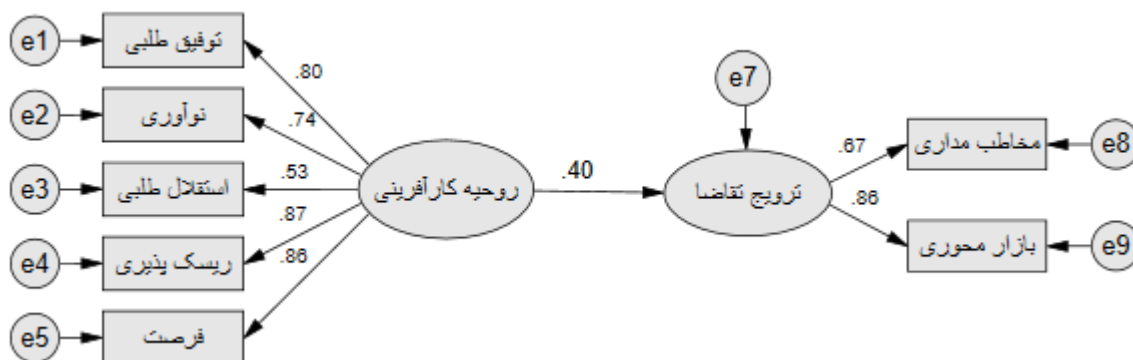 e1
توفیق طلبی
.80
e2
نوآوری
.74
e3
استقلال طلبی
.53
e4
ریسک پذیری
.87
e5
فرصت
.86
روحیه کارآفرینی
.40
e7
ترویج تقاضا
.67
مخاطب مداری
e8
.86
بازار محوری
e9